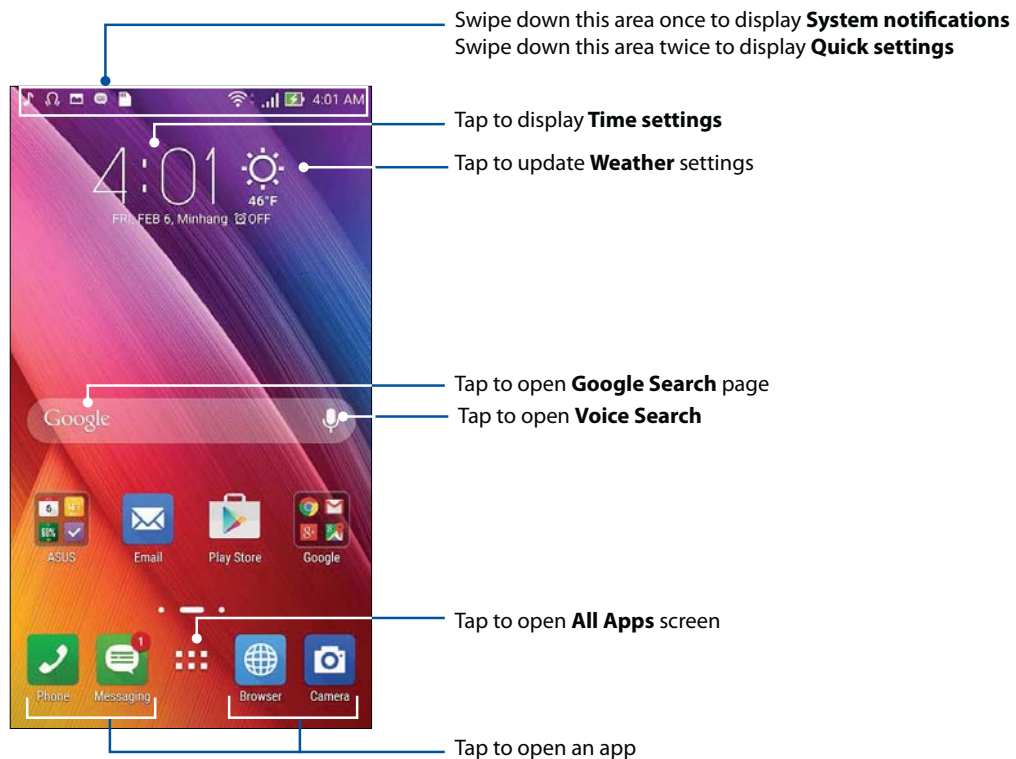 Swipe down this area once to display System notifications
Swipe down this area twice to display Quick settings
4:01 AM
Tap to display Time settings
Tap to update Weather settings
4:01
46°F
FRI, FEB 6, Minhang OFF
Tap to open Google Search page
Tap to open Voice Search
Google
6
60%
8+
ASUS Email Play Store Google
Tap to open All Apps screen
1
Phone Messaging Browser Camera
Tap to open an app